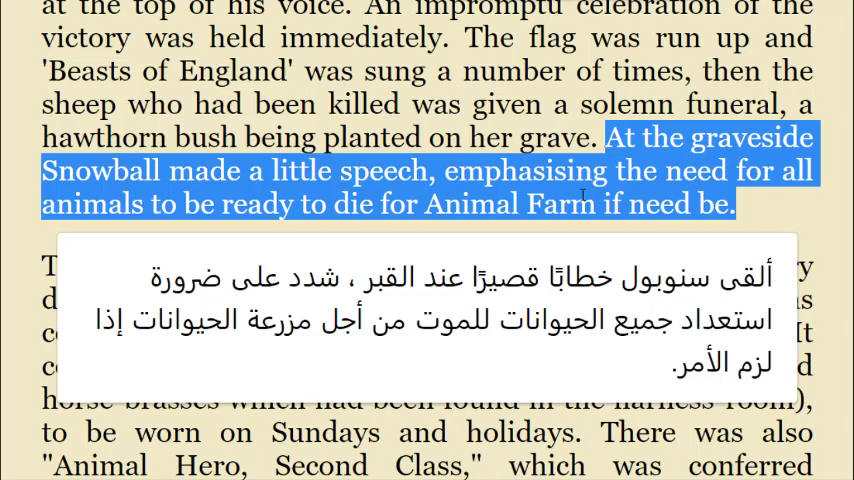 at the top of his voice. An impromptu celebration of the
victory was held immediately. The flag was run up and
'Beasts of England' was sung a number of times, then the
sheep who had been killed was given a solemn funeral, a
hawthorn bush being planted on her grave. At the graveside
Snowball made a little speech, emphasising the need for all
animals to be ready to die for Animal Farm if need be.
ألقى سنوبول خطابًا قصيرًا عند القبر ، شدد على ضرورة
استعداد جميع الحيوانات للموت من أجل مزرعة الحيوانات إذا
لزم الأمر.
horse-brasses which had been found in the harness-room),
to be worn on Sundays and holidays. There was also
"Animal Hero, Second Class," which was conferred